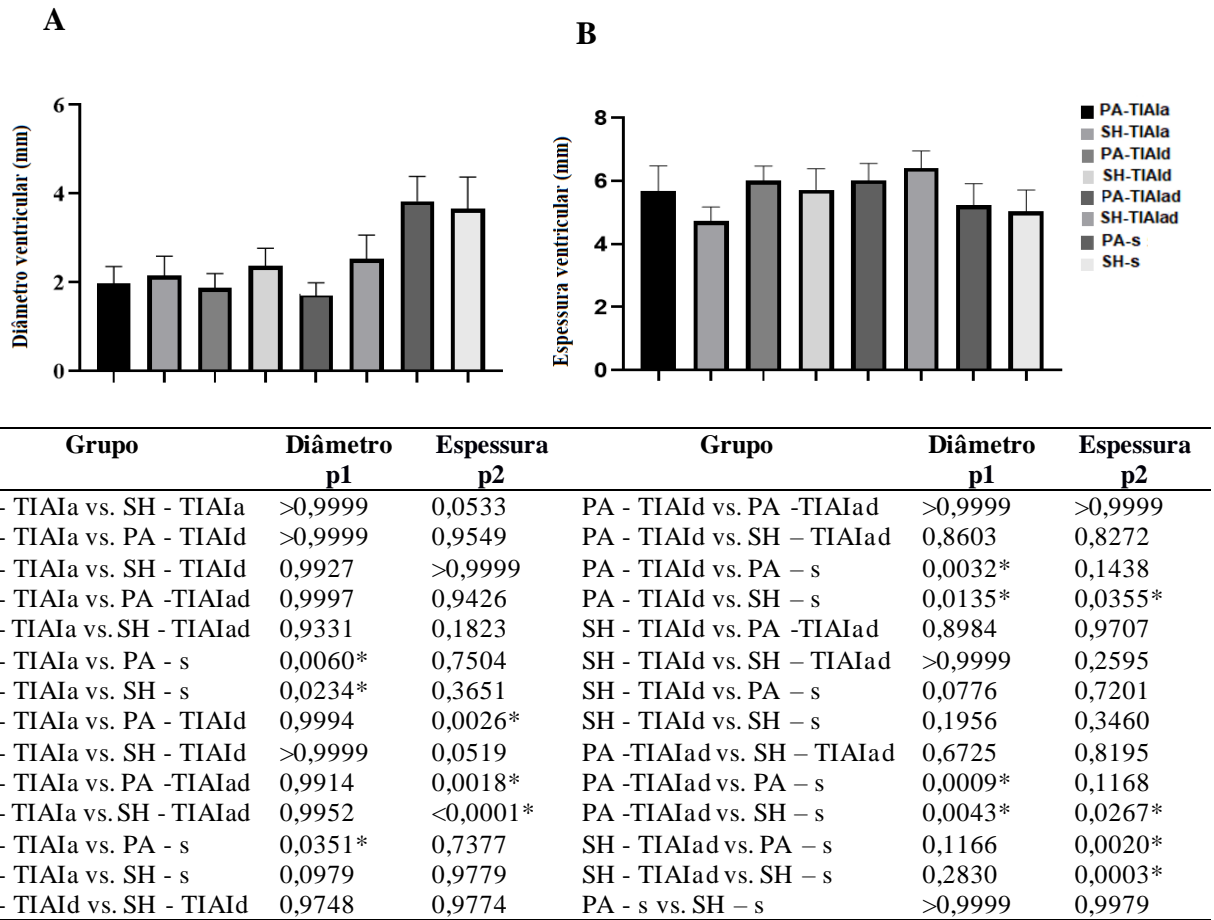 A
B
Diâmetro ventricular (mm)
6
4
2
0
Espessura ventricular (mm)
8
6
4
2
0
PA-TIAIa
SH-TIAIa
PA-TIAId
SH-TIAId
PA-TIAIad
SH-TIAIad
PA-s
SH-s
Grupo Diâmetro p1 Espessura p2 Grupo Diâmetro p1 Espessura p2
- TIAIa vs. SH - TIAIa >0,9999 0,0533 PA - TIAId vs. PA -TIAIad >0,9999 >0,9999
- TIAIa vs. PA - TIAId >0,9999 0,9549 PA - TIAId vs. SH – TIAIad 0,8603 0,8272
- TIAIa vs. SH - TIAId 0,9927 >0,9999 PA - TIAId vs. PA – s 0,0032* 0,1438
- TIAIa vs. PA -TIAIad 0,9997 0,9426 PA - TIAId vs. SH – s 0,0135* 0,0355*
- TIAIa vs. SH - TIAIad 0,9331 0,1823 SH - TIAId vs. PA -TIAIad 0,8984 0,9707
- TIAIa vs. PA - s 0,0060* 0,7504 SH - TIAId vs. SH – TIAIad >0,9999 0,2595
- TIAIa vs. SH - s 0,0234* 0,3651 SH - TIAId vs. PA – s 0,0776 0,7201
- TIAIa vs. PA - TIAId 0,9994 0,0026* SH - TIAId vs. SH – s 0,1956 0,3460
- TIAIa vs. SH - TIAId >0,9999 0,0519 PA -TIAIad vs. SH – TIAIad 0,6725 0,8195
- TIAIa vs. PA -TIAIad 0,9914 0,0018* PA -TIAIad vs. PA – s 0,0009* 0,1168
- TIAIa vs. SH - TIAIad 0,9952 <0,0001* PA -TIAIad vs. SH – s 0,0043* 0,0267*
- TIAIa vs. PA - s 0,0351* 0,7377 SH - TIAIad vs. PA – s 0,1166 0,0020*
- TIAIa vs. SH - s 0,0979 0,9779 SH - TIAIad vs. SH – s 0,2830 0,0003*
- TIAId vs. SH - TIAId 0,9748 0,9774 PA - s vs. SH – s >0,9999 0,9979